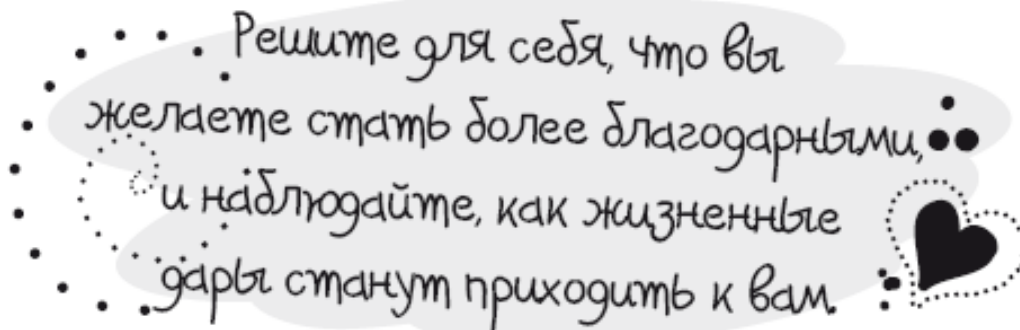 Решите для себя, что вы
желаете стать более благодарными,
и наблюдайте, как жизненные
дары станут приходить к вам.